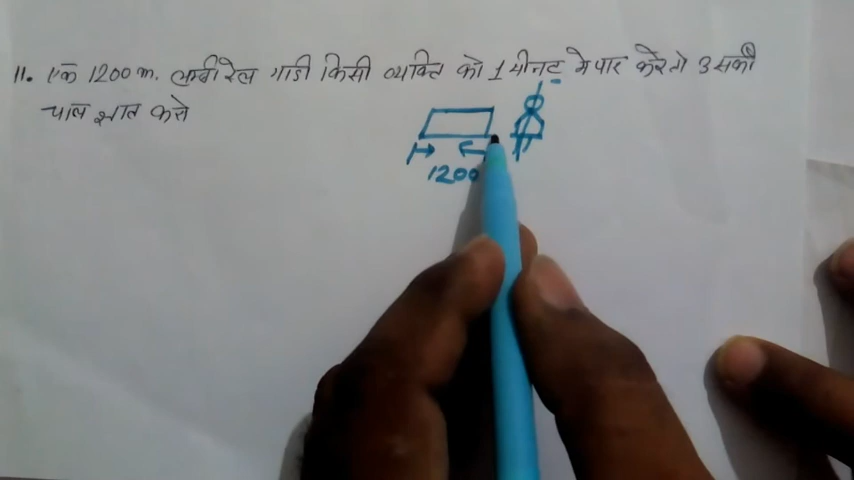 11. एक 1200 m. लम्बी रेल गाडी किसी व्यक्ति को 1 मीनट मे पार करे तो उसकी
चाल ज्ञात करो
1200